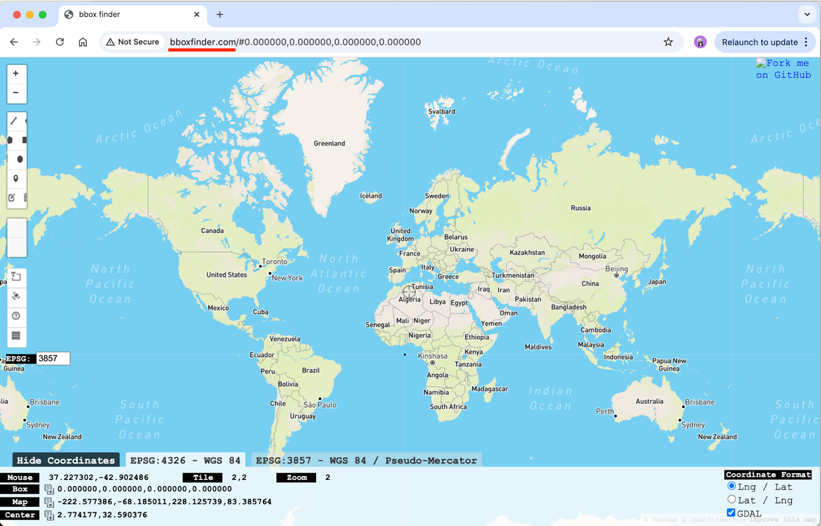 bbox finder
Not Secure
bboxfinder.com/#0.000000,0.000000,0.000000,0.000000
Relaunch to update
Fork me
on GitHub
Arctic Ocean
Svalbard
Greenland
Arctic Ocean
Arctic Ocean
Iceland
Sweden
Norway
Russia
Canada
United
Kingdom
Belarus
Ukraine
France
Kazakhstan
Mongolia
Toronto
North
Pacific
Ocean
North
Atlantic
Ocean
Spain
Italy
Greece
Turkmenistan
Beijing
North
Pacific
Ocean
United States
New York
Tunisia
Iraq
Iran
China
Japan
Algeria
Libya
Egypt
Pakistan
Mexico
Cuba
Oman
Bangladesh
Mali
Niger
Senegal
Yemen
Nigeria
Ethiopia
Cambodia
Venezuela
Maldives
Malaysia
Ecuador
Kinshasa
Kenya
Indonesia
Papua New
Guinea
EPSG: 3857
Guinea
Peru
Brazil
Tanzania
Angola
Bolivia
Namibia
Madagascar
Indian
Ocean
Australia
Brisbane
Brisbane
Chile
São Paulo
South Africa
Perth
South
Pacific
Ocean
South
Atlantic
Ocean
South
Pacific
Ocean
Uruguay
Sydney
Sydney
New Zealand
New Zealand
Hide Coordinates
EPSG:4326 - WGS 84
EPSG:3857 - WGS 84 / Pseudo-Mercator
Mouse 37.227302,-42.902486 Tile 2,2 Zoom 2
Box 0.000000,0.000000,0.000000,0.000000
Map -222.577386,-68.185011,228.125739,83.385764
Center 2.774177,32.590376
Coordinate Format
Lng / Lat
Lat / Lng
GDAL
© MapBox © OpenStreetMap Improve this map